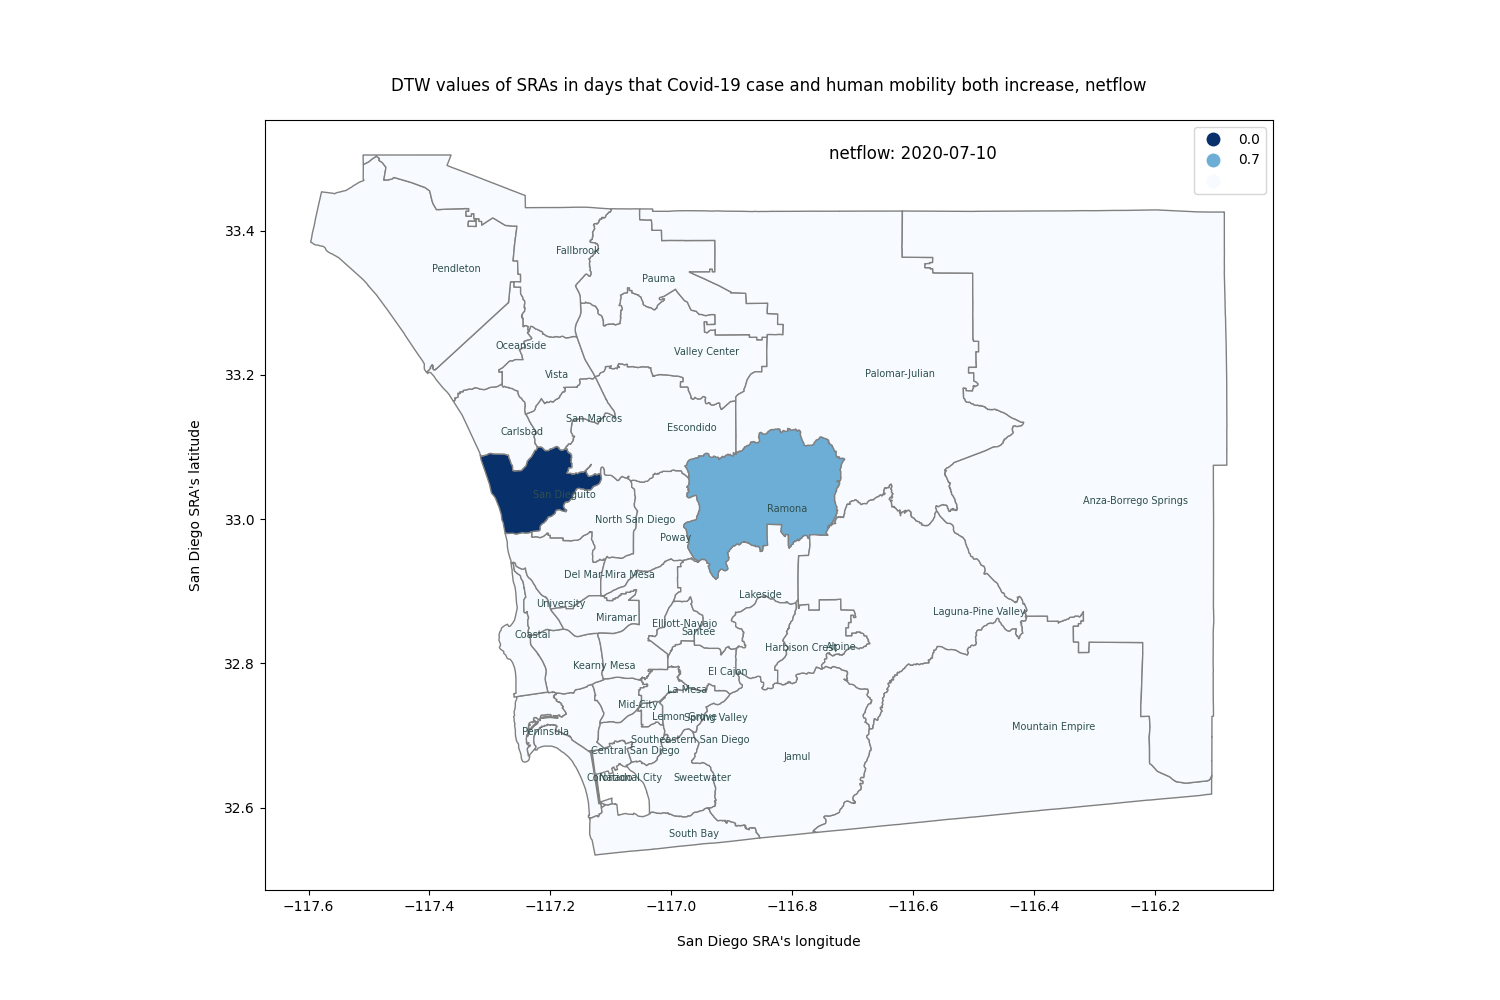 DTW values of SRAs in days that Covid-19 case and human mobility both increase, netflow
netflow: 2020-07-10
0.0
0.7
33.4
33.2
33.0
32.8
32.6
San Diego SRA's latitude
Fallbrook
Pendleton
Pauma
Oceanside
Valley Center
Vista
Palomar-Julian
San Marcos
Carlsbad
Escondido
San Dieguito
Anza-Borrego Springs
Ramona
North San Diego
Poway
Del Mar-Mira Mesa
Lakeside
University
Laguna-Pine Valley
Miramar
Elliott-Navajo
Santee
Coastal
Harbison Crest
Alpine
Kearny Mesa
El Cajon
La Mesa
Mid-City
Lemon Grove
Spring Valley
Mountain Empire
Peninsula
Southeastern San Diego
Central San Diego
Jamul
Coronado
National City
Sweetwater
South Bay
−117.6
−117.4
−117.2
−117.0
−116.8
−116.6
−116.4
−116.2
San Diego SRA's longitude